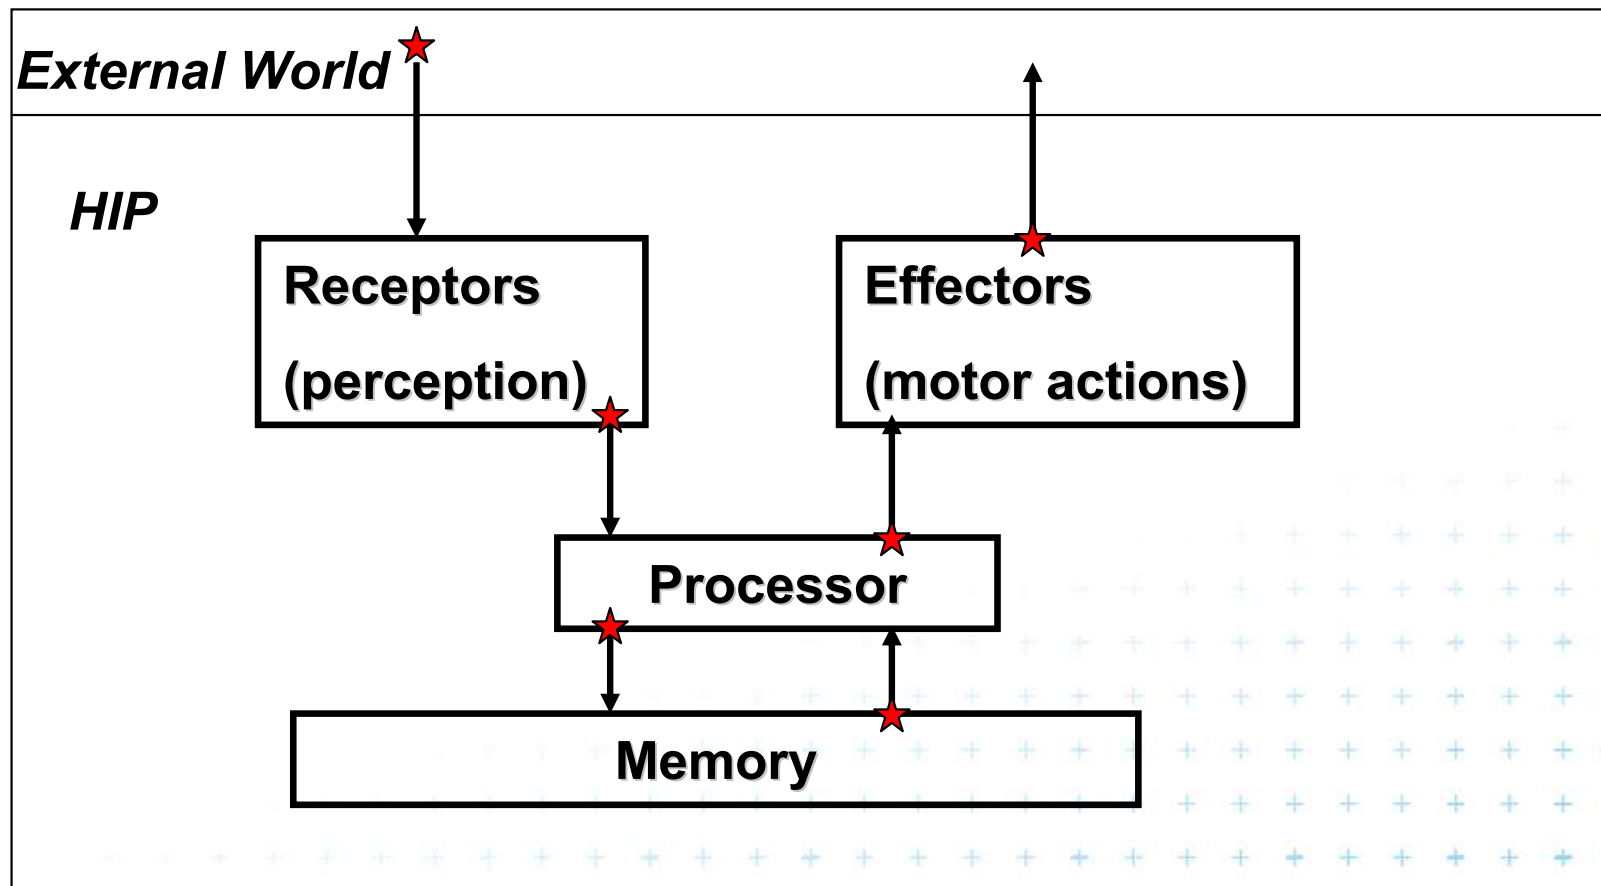 External World
HIP
Receptors
(perception)
Effectors
(motor actions)
Processor
Memory